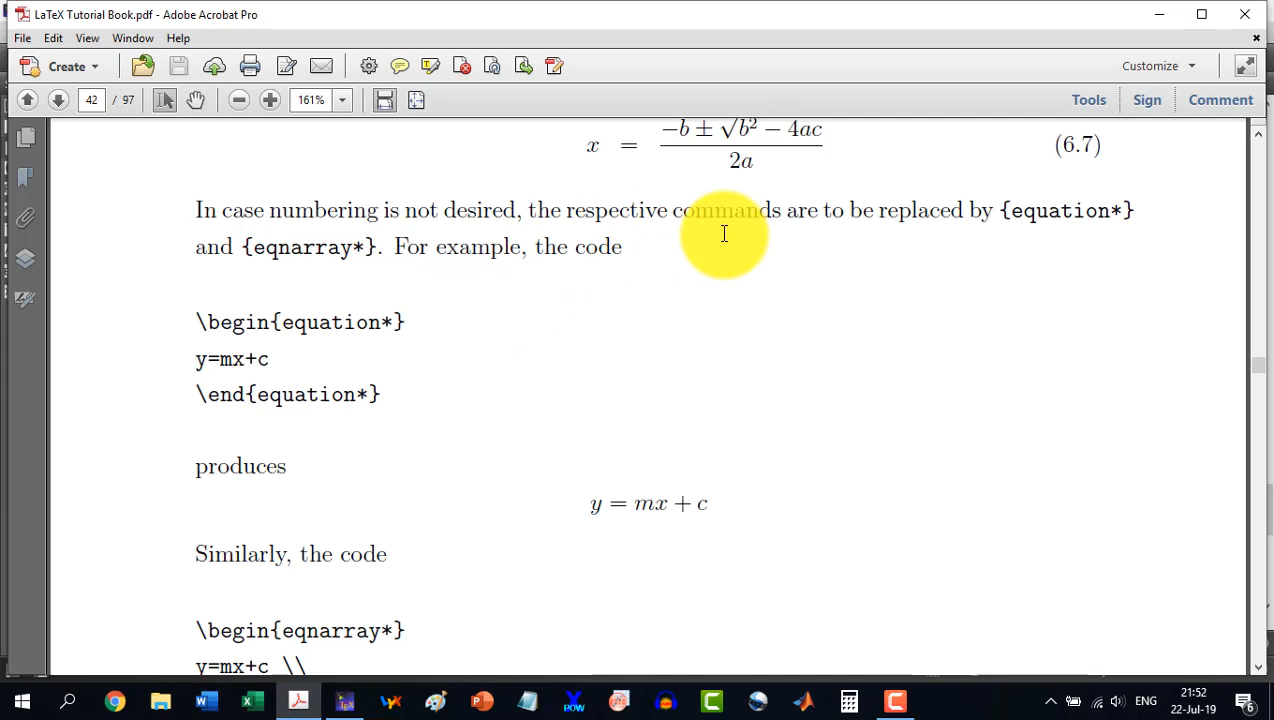 LaTeX Tutorial Book.pdf - Adobe Acrobat Pro
File Edit View Window Help
Create
Customize
42 / 97
161%
Tools Sign Comment
x = \frac{-b ± √b² − 4ac}{2a} (6.7)
In case numbering is not desired, the respective commands are to be replaced by {equation*}
and {eqnarray*}. For example, the code
\begin{equation*}
y=mx+c
\end{equation*}
produces
y = mx + c
Similarly, the code
\begin{eqnarray*}
y=mx+c \\
ENG
21:52
22-Jul-19
6